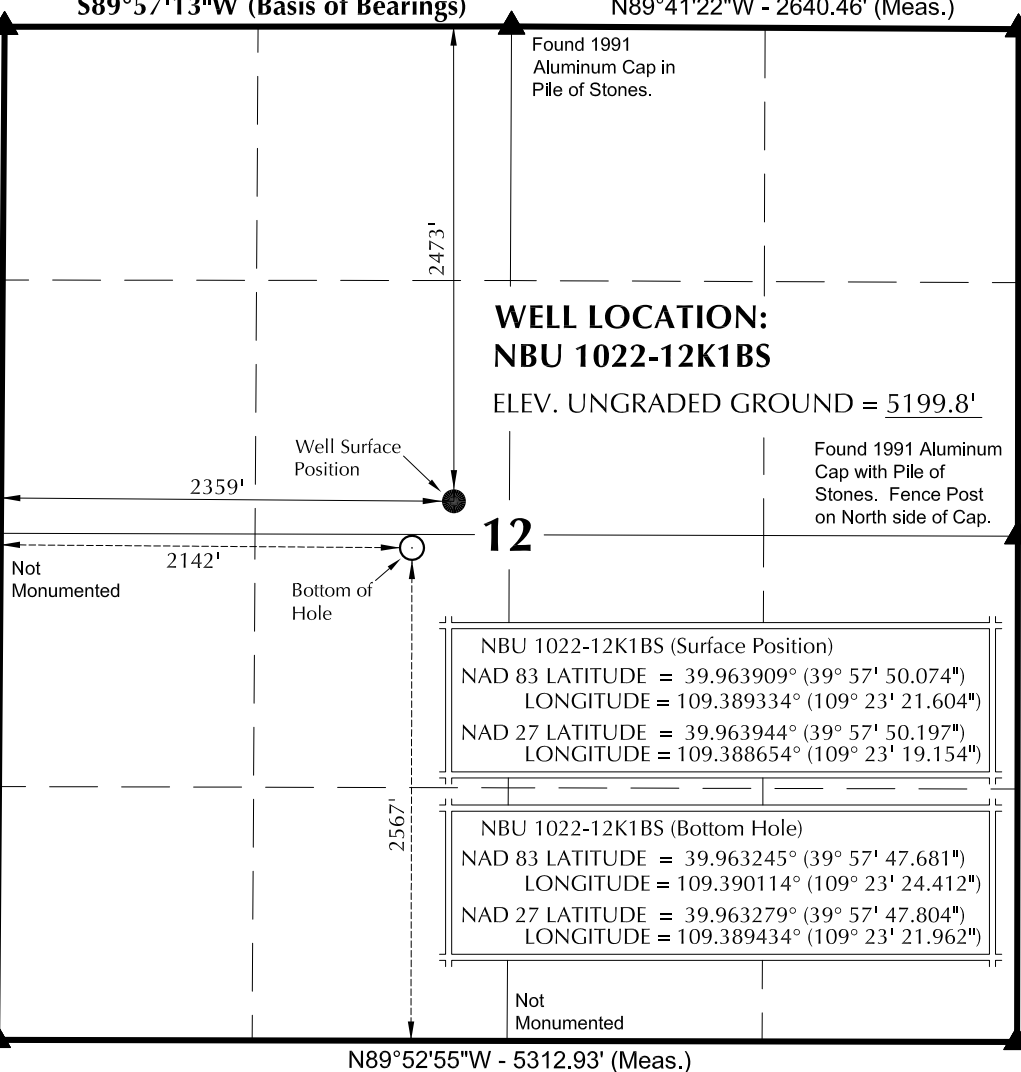 S89°57'13"W (Basis of Bearings)
N89°41'22"W - 2640.46' (Meas.)
Found 1991
Aluminum Cap in
Pile of Stones.
2473'
WELL LOCATION:
NBU 1022-12K1BS
ELEV. UNGRADED GROUND = 5199.8'
Well Surface
Position
Found 1991 Aluminum
Cap with Pile of
Stones. Fence Post
on North side of Cap.
2359'
12
2142'
Not
Monumented
Bottom of
Hole
NBU 1022-12K1BS (Surface Position)
NAD 83 LATITUDE = 39.963909° (39° 57' 50.074")
LONGITUDE = 109.389334° (109° 23' 21.604")
NAD 27 LATITUDE = 39.963944° (39° 57' 50.197")
LONGITUDE = 109.388654° (109° 23' 19.154")
2567'
NBU 1022-12K1BS (Bottom Hole)
NAD 83 LATITUDE = 39.963245° (39° 57' 47.681")
LONGITUDE = 109.390114° (109° 23' 24.412")
NAD 27 LATITUDE = 39.963279° (39° 57' 47.804")
LONGITUDE = 109.389434° (109° 23' 21.962")
Not
Monumented
N89°52'55"W - 5312.93' (Meas.)